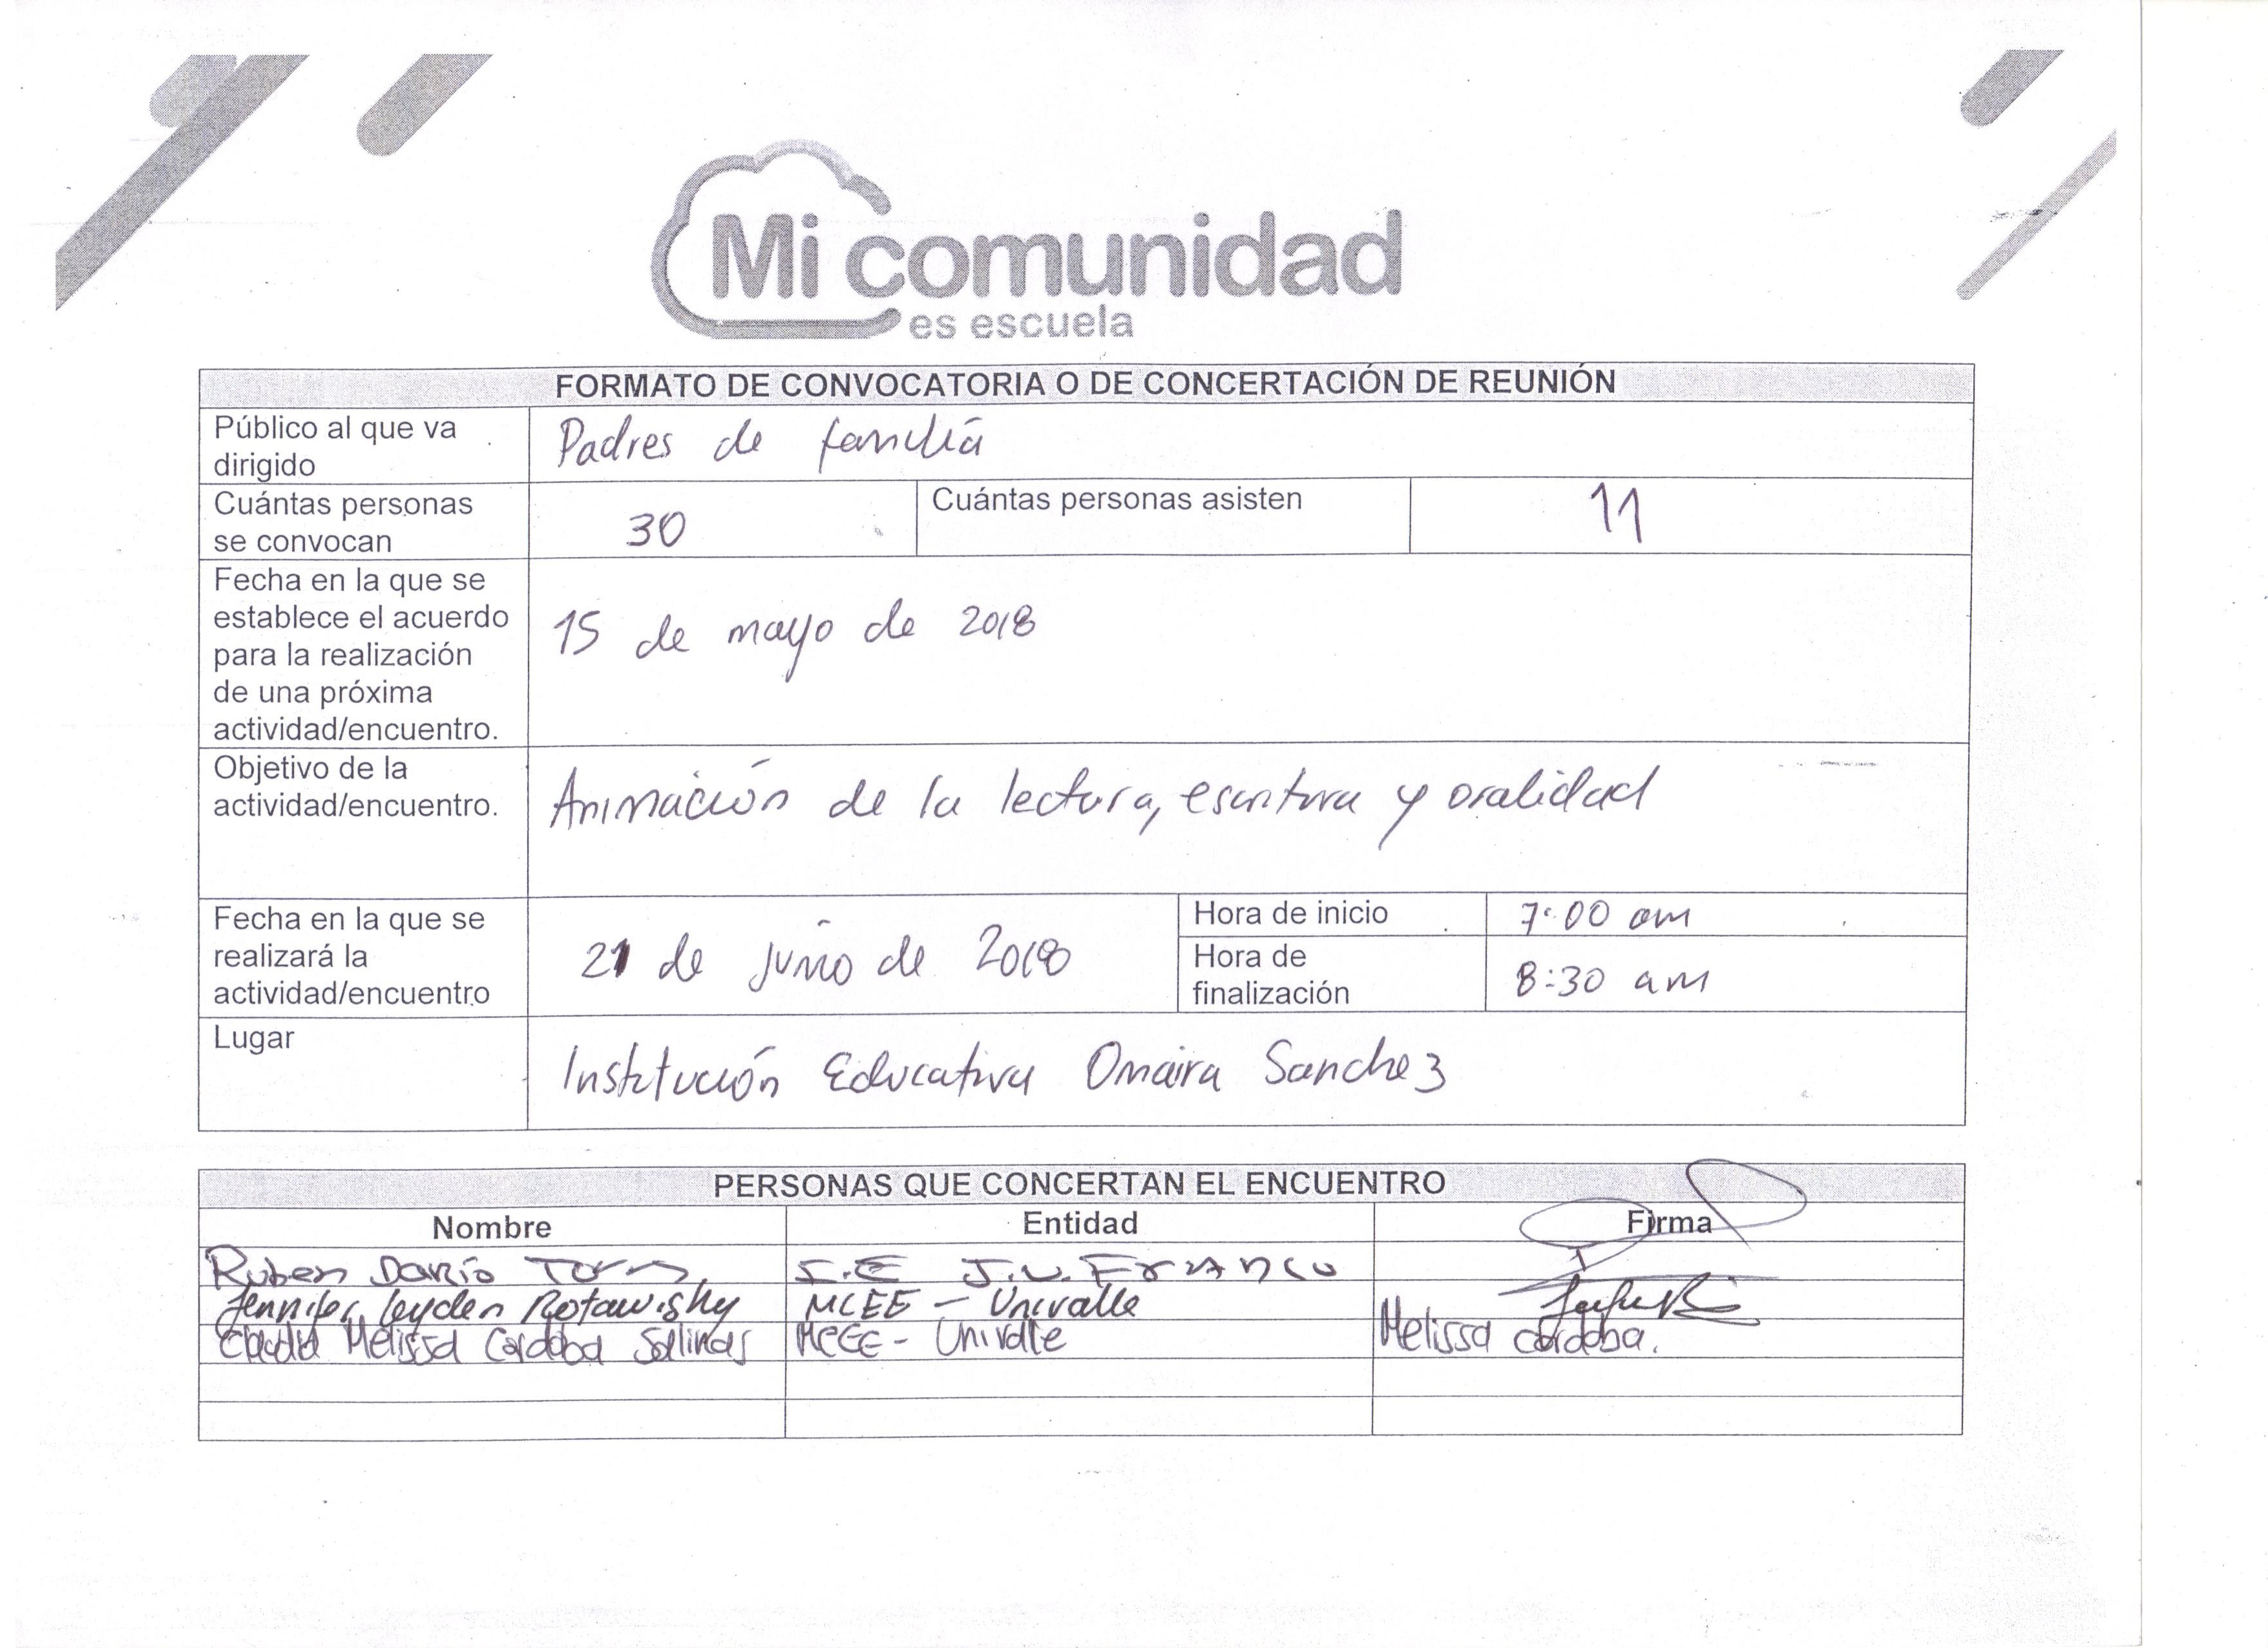 Mi comunidad
es escuela
FORMATO DE CONVOCATORIA O DE CONCERTACIÓN DE REUNIÓN
Público al que va
dirigido
Padres de familia
Cuántas personas
se convocan
30
Cuántas personas asisten
11
Fecha en la que se
establece el acuerdo
para la realización
de una próxima
actividad/encuentro.
15 de mayo de 2018
Objetivo de la
actividad/encuentro.
Animación de la lectura, escritura y oralidad
Fecha en la que se
realizará la
actividad/encuentro
21 de junio de 2018
Hora de inicio
7:00 am
Hora de
finalización
8:30 am
Lugar
Institución Educativa Omaira Sanchez
PERSONAS QUE CONCERTAN EL ENCUENTRO
Nombre Entidad Firma
Ruben Darío I.E J.V. Franco
Jennifer Leyden Rotawisky MCEE - Univalle
Claudia Melissa Cordoba Salinas MCEE - Univalle Melissa Cordoba.